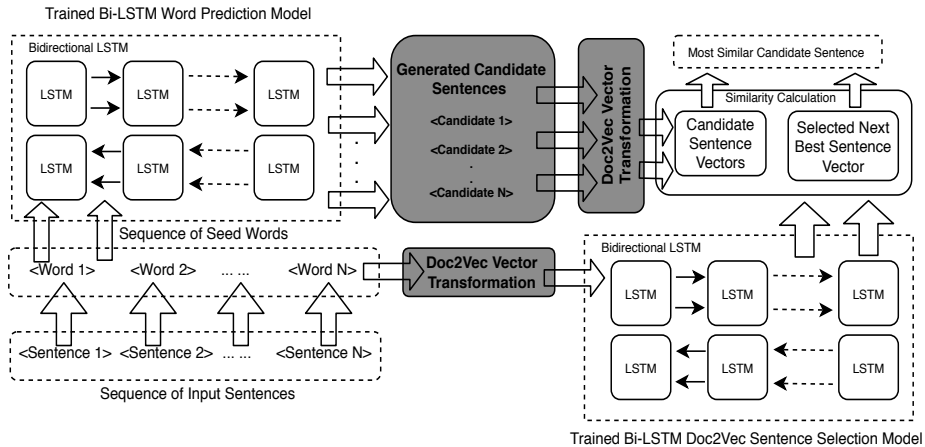 Trained Bi-LSTM Word Prediction Model
Bidirectional LSTM
LSTM LSTM LSTM
LSTM LSTM LSTM
Generated Candidate
Sentences
<Candidate 1>
<Candidate 2>
.
<Candidate N>
.
.
.
Doc2Vec Vector
Transformation
Most Similar Candidate Sentence
Similarity Calculation
Candidate
Sentence
Vectors
Selected Next
Best Sentence
Vector
Sequence of Seed Words
<Word 1> <Word 2> ... ... <Word N>
Doc2Vec Vector
Transformation
<Sentence 1> <Sentence 2> ... ... <Sentence N>
Sequence of Input Sentences
Bidirectional LSTM
LSTM LSTM LSTM
LSTM LSTM LSTM
Trained Bi-LSTM Doc2Vec Sentence Selection Model